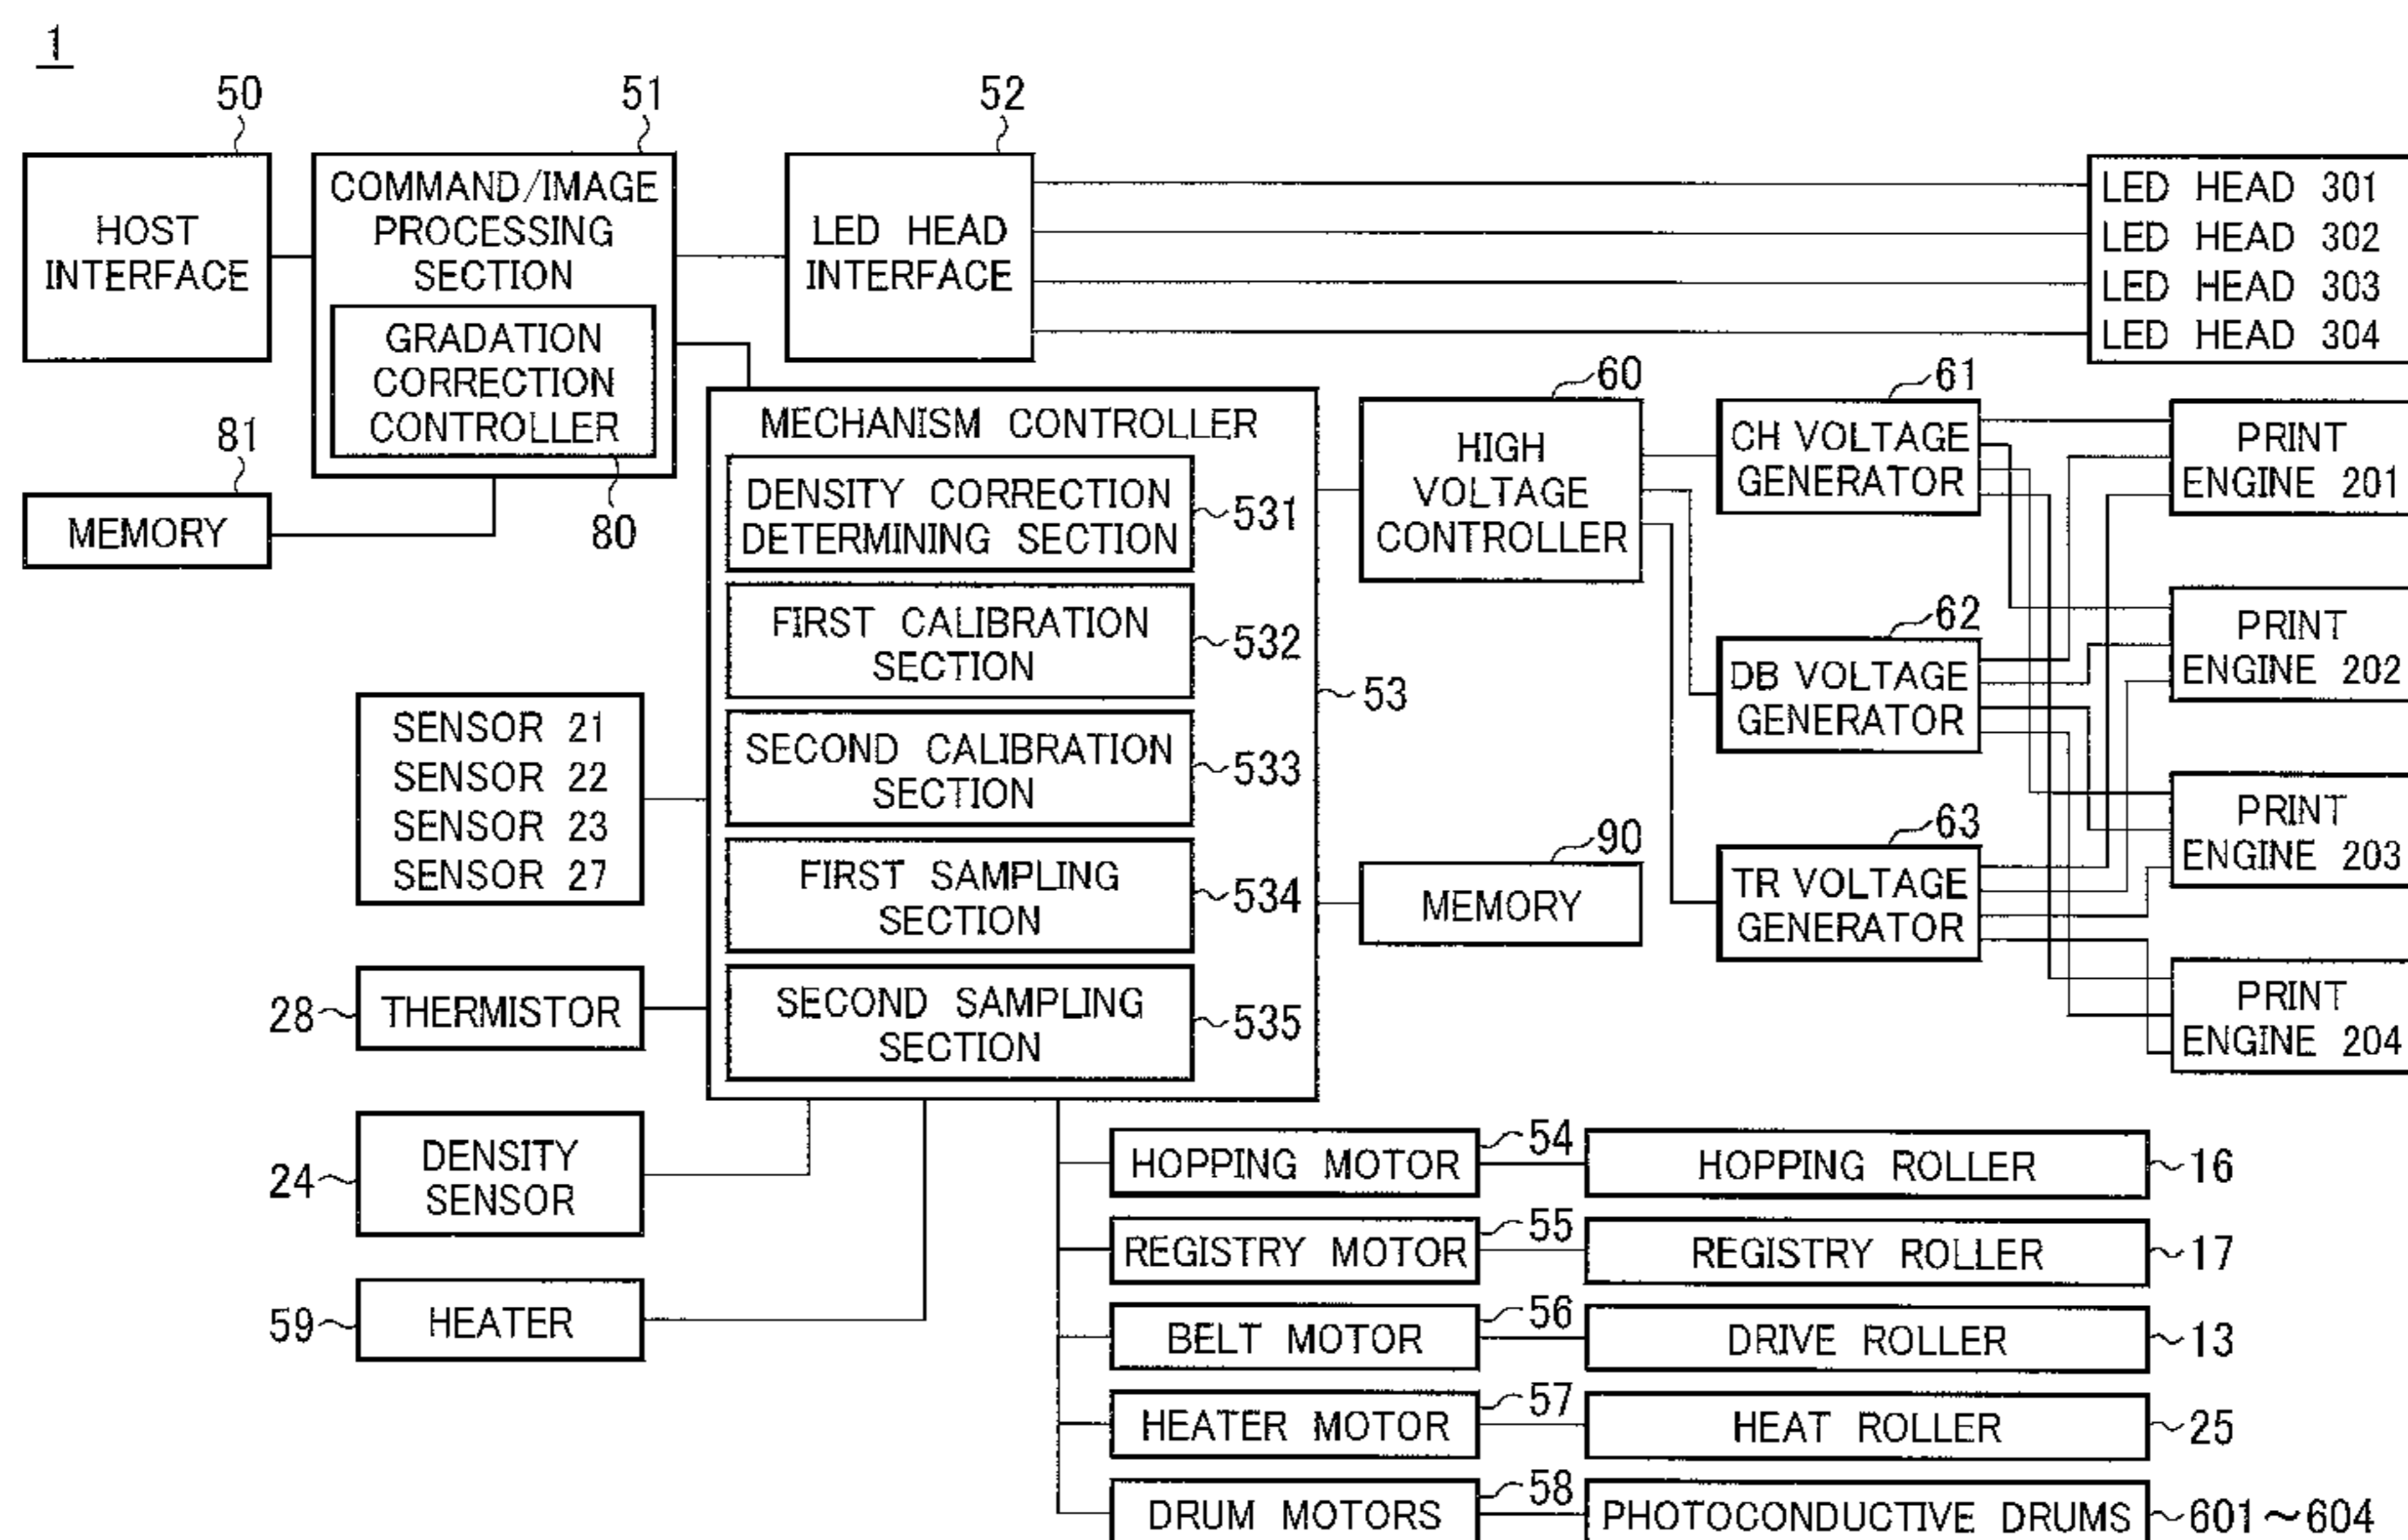 1
50
51
52
HOST
INTERFACE
COMMAND/IMAGE
PROCESSING
SECTION
GRADATION
CORRECTION
CONTROLLER
80
81
MEMORY
LED HEAD
INTERFACE
LED HEAD 301
LED HEAD 302
LED HEAD 303
LED HEAD 304
MECHANISM CONTROLLER
DENSITY CORRECTION
DETERMINING SECTION
531
FIRST CALIBRATION
SECTION
532
SECOND CALIBRATION
SECTION
533
FIRST SAMPLING
SECTION
534
SECOND SAMPLING
SECTION
535
53
60
HIGH
VOLTAGE
CONTROLLER
61
CH VOLTAGE
GENERATOR
62
DB VOLTAGE
GENERATOR
63
TR VOLTAGE
GENERATOR
90
MEMORY
PRINT
ENGINE 201
PRINT
ENGINE 202
PRINT
ENGINE 203
PRINT
ENGINE 204
SENSOR 21
SENSOR 22
SENSOR 23
SENSOR 27
28
THERMISTOR
24
DENSITY
SENSOR
59
HEATER
HOPPING MOTOR
54
HOPPING ROLLER
16
REGISTRY MOTOR
55
REGISTRY ROLLER
17
BELT MOTOR
56
DRIVE ROLLER
13
HEATER MOTOR
57
HEAT ROLLER
25
DRUM MOTORS
58
PHOTOCONDUCTIVE DRUMS
601~604